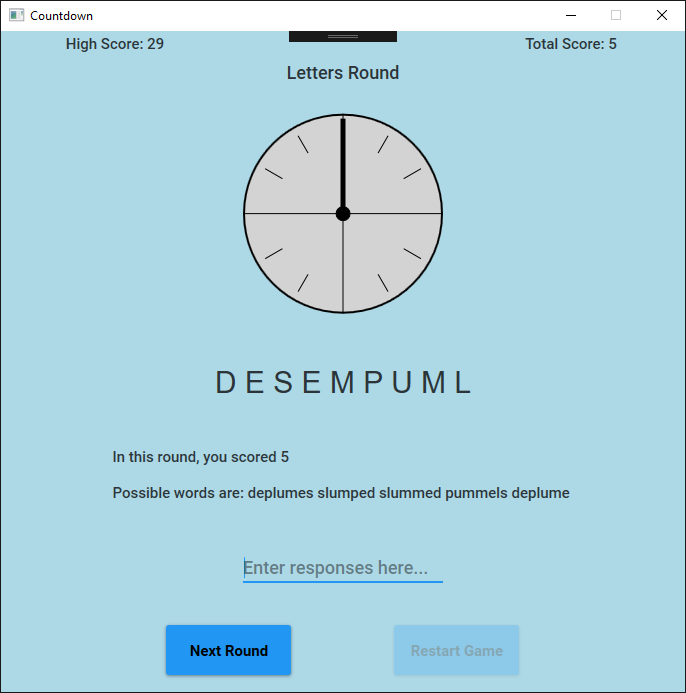 Countdown
High Score: 29
Total Score: 5
Letters Round
D E S E M P U M L
In this round, you scored 5
Possible words are: deplumes slumped slummed pummels deplume
Enter responses here...
Next Round
Restart Game